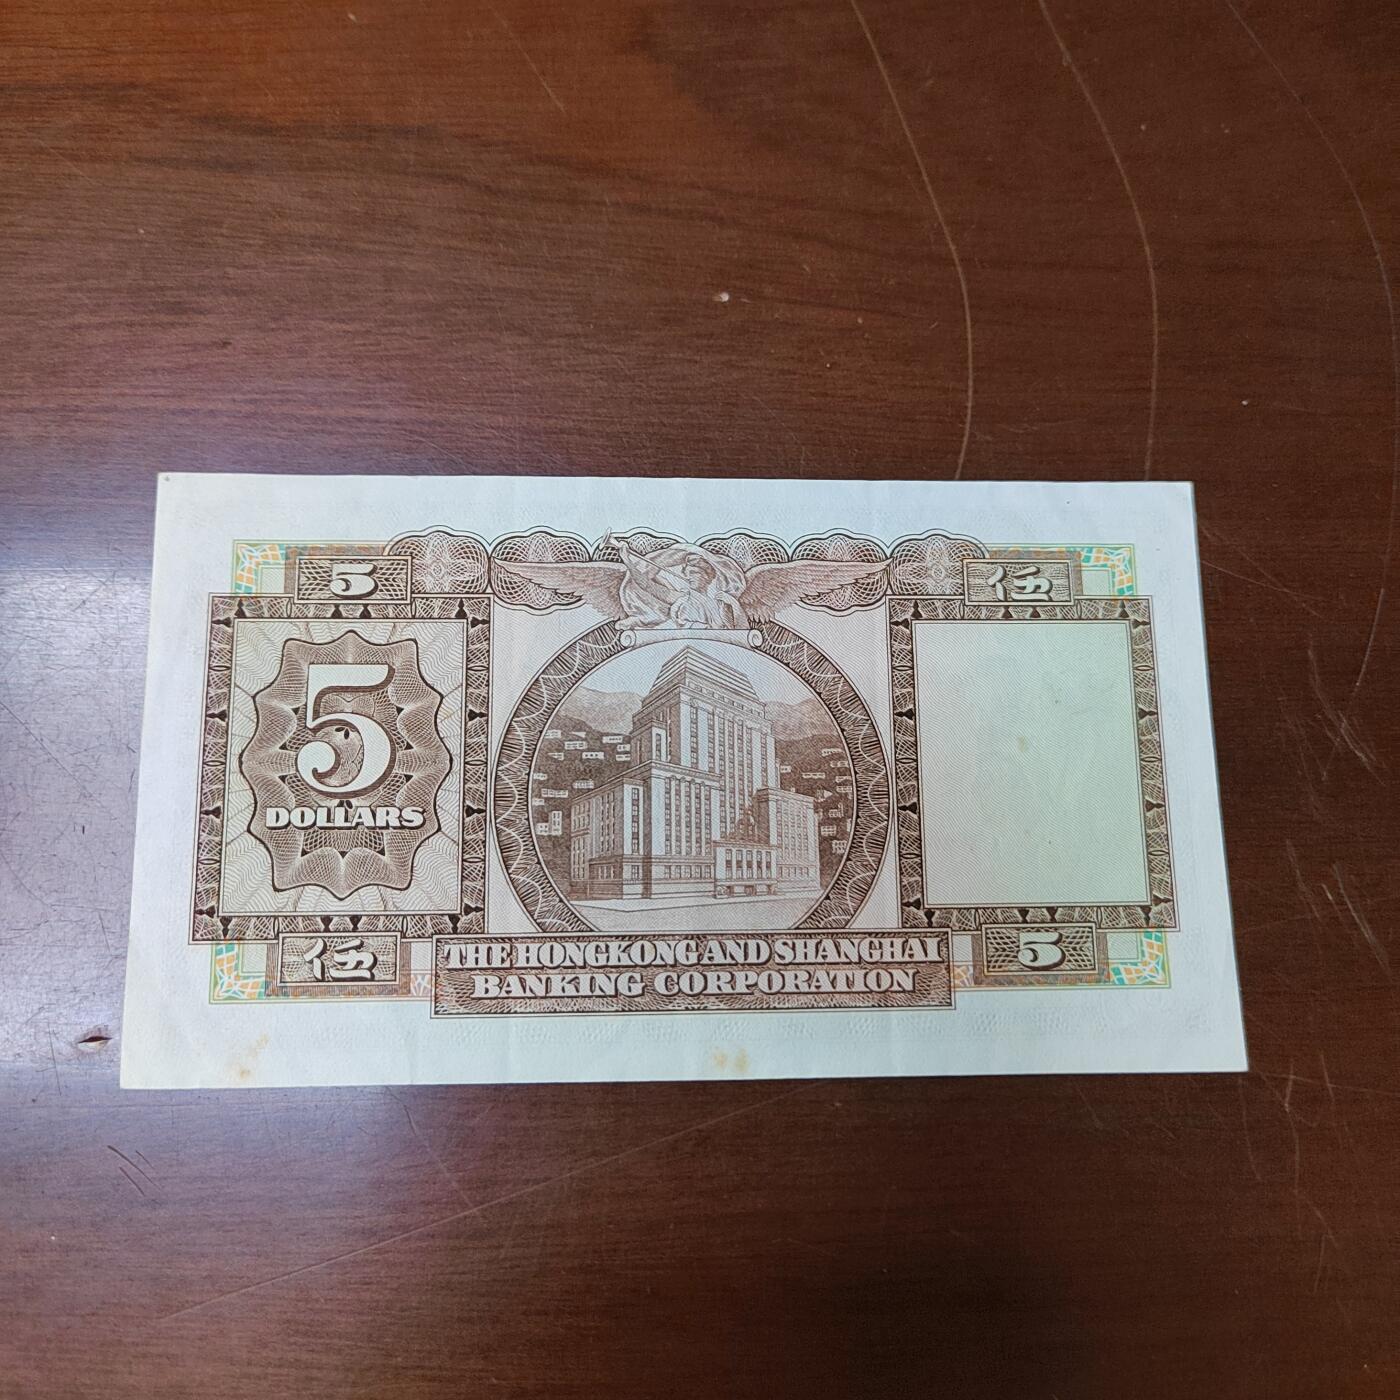 5
伍
5
DOLLARS
伍
5
THE HONGKONG AND SHANGHAI
BANKING CORPORATION